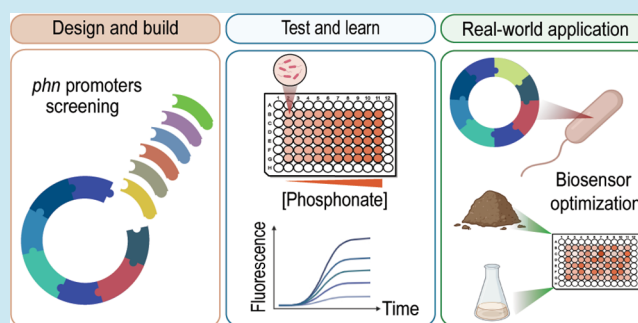 Design and build
phn promoters
screening
Test and learn
1 2 3 4 5 6 7 8 9 10 11 12
A
B
C
D
E
F
G
H
[Phosphonate]
Fluorescence
Time
Real-world application
Biosensor
optimization